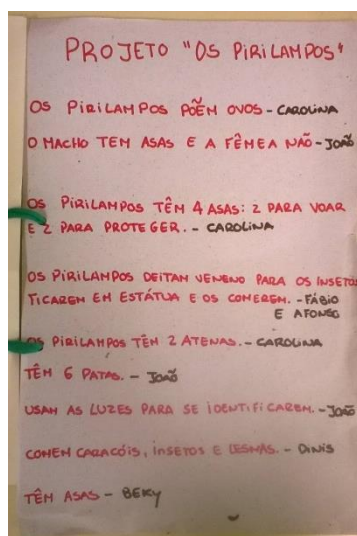 PROJETO "OS PIRILAMPOS"
OS PIRILAMPOS PÕEM OVOS - CAROLINA
O MACHO TEM ASAS E A FÊMEA NÃO - JOÃO
OS PIRILAMPOS TÊM 4 ASAS: 2 PARA VOAR
E 2 PARA PROTEGER. - CAROLINA
OS PIRILAMPOS DEITAM VENENO PARA OS INSETOS
FICAREM EM ESTÁTUA E OS COMEREM. - FÁBIO
E AFONSO
OS PIRILAMPOS TÊM 2 ATENAS. - CAROLINA
TÊM 6 PATAS. - JOÃO
USAM AS LUZES PARA SE IDENTIFICAREM. - JOÃO
COMEM CARACÓIS, INSETOS E LESMAS. - DINIS
TÊM ASAS - BEKY